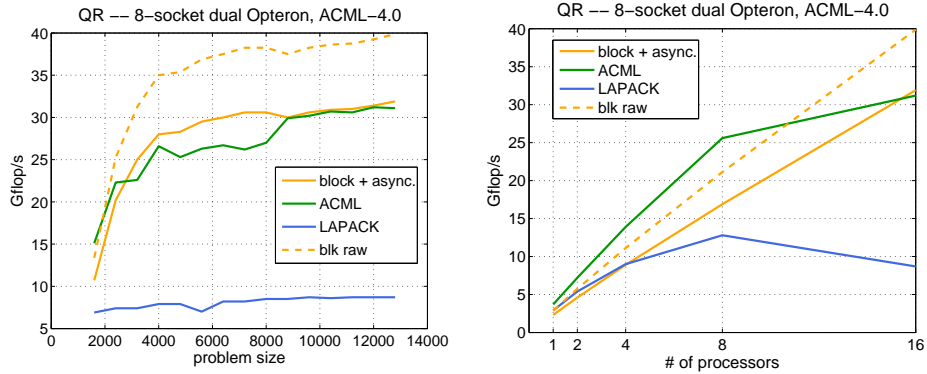 QR –– 8–socket dual Opteron, ACML–4.0
40
35
30
25
20
15
10
5
Gflop/s
block + async.
ACML
LAPACK
blk raw
0 2000 4000 6000 8000 10000 12000 14000
problem size
QR –– 8–socket dual Opteron, ACML–4.0
40
35
30
25
20
15
10
5
0
Gflop/s
block + async.
ACML
LAPACK
blk raw
1 2 4 8 16
# of processors